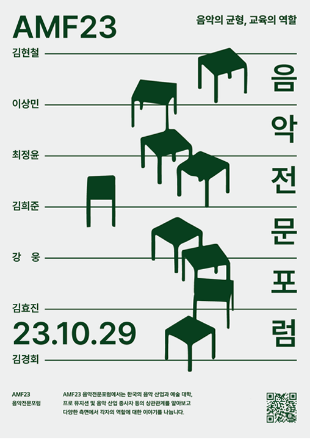 AMF23
음악의 균형, 교육의 역할
김현철
이상민
최정윤
김희준
강 웅
김효진
김경희
음악전문포럼
23.10.29
AMF23
음악전문포럼
AMF23 음악전문포럼에서는 한국의 음악 산업과 예술 대학,
프로 뮤지션 및 음악 산업 종사자 등의 상관관계를 알아보고
다양한 측면에서 각자의 역할에 대한 이야기를 나눕니다.